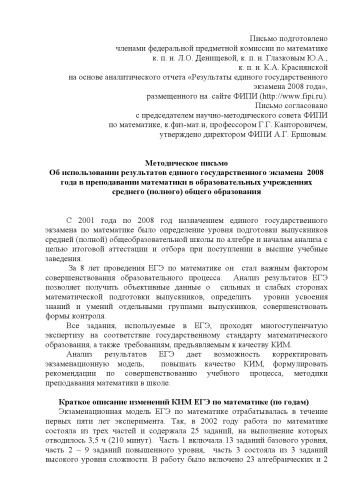 Письмо подготовлено
членами федеральной предметной комиссии по математике
к. п. н. Л.О. Денищевой, к. п. н. Глазковым Ю.А.,
к. п. н. К.А. Краснянской
на основе аналитического отчета «Результаты единого государственного
экзамена 2008 года»,
размещенного на сайте ФИПИ (http://www.fipi.ru).
Письмо согласовано
с председателем научно-методического совета ФИПИ
по математике, к.физ-мат.н, профессором Г.Г. Канторовичем,
утверждено директором ФИПИ А.Г. Ершовым.
Методическое письмо
Об использовании результатов единого государственного экзамена 2008
года в преподавании математики в образовательных учреждениях
среднего (полного) общего образования
С 2001 года по 2008 год назначением единого государственного
экзамена по математике было определение уровня подготовки выпускников
средней (полной) общеобразовательной школы по алгебре и началам анализа с
целью итоговой аттестации и отбора при поступлении в высшие учебные
заведения.
За 8 лет проведения ЕГЭ по математике он стал важным фактором
совершенствования образовательного процесса. Анализ результатов ЕГЭ
позволяет получить объективные данные о сильных и слабых сторонах
математической подготовки выпускников, определить уровни усвоения
знаний и умений отдельными группами выпускников, совершенствовать
формы контроля.
Все задания, используемые в ЕГЭ, проходят многоступенчатую
экспертизу на соответствие государственному стандарту математического
образования, а также требованиям, предъявляемым к качеству КИМ.
Анализ результатов ЕГЭ дает возможность корректировать
экзаменационную модель, повышать качество КИМ, формулировать
рекомендации по совершенствованию учебного процесса, методики
преподавания математики в школе.
Краткое описание изменений КИМ ЕГЭ по математике (по годам)
Экзаменационная модель ЕГЭ по математике отрабатывалась в течение
первых пяти лет эксперимента. Так, в 2002 году работа по математике
состояла из трех частей и содержала 25 заданий, на выполнение которых
отводилось 3,5 ч (210 минут). Часть 1 включала 13 заданий базового уровня,
часть 2 – 9 заданий повышенного уровня, часть 3 состояла из 3 заданий
высокого уровня сложности. В работу было включено 23 алгебраических и 2